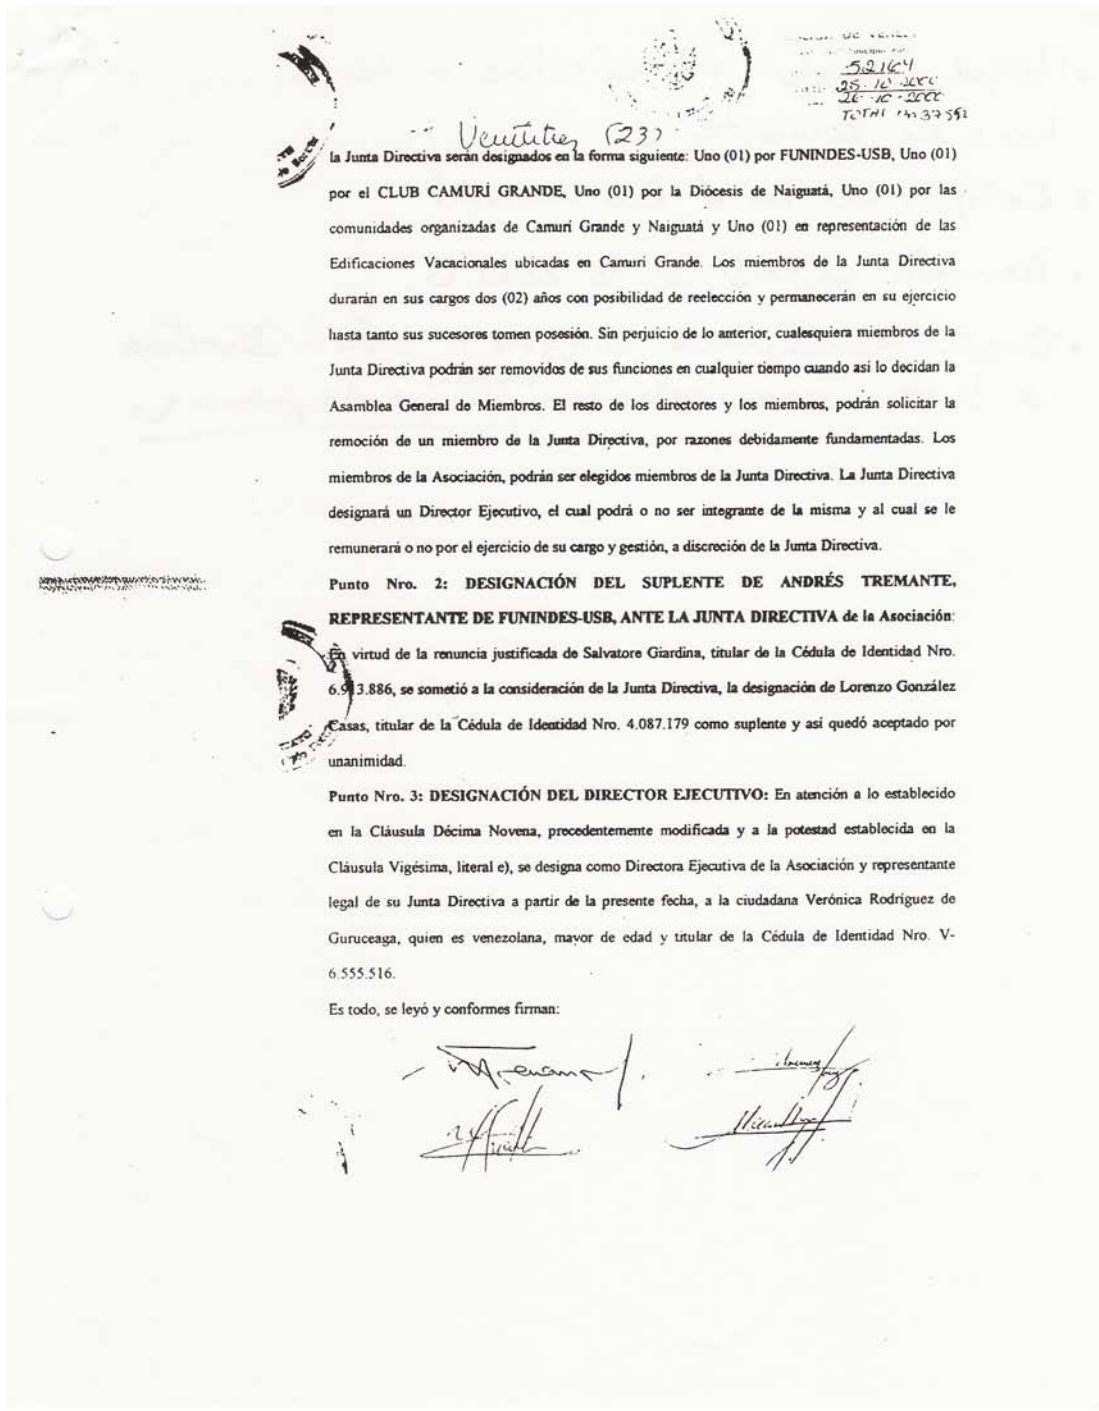 52164
25-10-2000
26-10-2000
Veintitres (23)
la Junta Directiva serán designados en la forma siguiente: Uno (01) por FUNINDES-USB, Uno (01)
por el CLUB CAMURÍ GRANDE, Uno (01) por la Diócesis de Naiguatá, Uno (01) por las
comunidades organizadas de Camurí Grande y Naiguatá y Uno (01) en representación de las
Edificaciones Vacacionales ubicadas en Camurí Grande. Los miembros de la Junta Directiva
durarán en sus cargos dos (02) años con posibilidad de reelección y permanecerán en su ejercicio
hasta tanto sus sucesores tomen posesión. Sin perjuicio de lo anterior, cualesquiera miembros de la
Junta Directiva podrán ser removidos de sus funciones en cualquier tiempo cuando asi lo decidan la
Asamblea General de Miembros. El resto de los directores y los miembros, podrán solicitar la
remoción de un miembro de la Junta Directiva, por razones debidamente fundamentadas. Los
miembros de la Asociación, podrán ser elegidos miembros de la Junta Directiva. La Junta Directiva
designará un Director Ejecutivo, el cual podrá o no ser integrante de la misma y al cual se le
remunerará o no por el ejercicio de su cargo y gestión, a discreción de la Junta Directiva.
Punto Nro. 2: DESIGNACIÓN DEL SUPLENTE DE ANDRÉS TREMANTE,
REPRESENTANTE DE FUNINDES-USB, ANTE LA JUNTA DIRECTIVA de la Asociación:
En virtud de la renuncia justificada de Salvatore Giardina, titular de la Cédula de Identidad Nro.
6.913.886, se sometió a la consideración de la Junta Directiva, la designación de Lorenzo González
Casas, titular de la Cédula de Identidad Nro. 4.087.179 como suplente y así quedó aceptado por
unanimidad.
Punto Nro. 3: DESIGNACIÓN DEL DIRECTOR EJECUTIVO: En atención a lo establecido
en la Cláusula Décima Novena, precedentemente modificada y a la potestad establecida en la
Cláusula Vigésima, literal e), se designa como Directora Ejecutiva de la Asociación y representante
legal de su Junta Directiva a partir de la presente fecha, a la ciudadana Verónica Rodríguez de
Guruceaga, quien es venezolana, mayor de edad y titular de la Cédula de Identidad Nro. V-
6.555.516.
Es todo, se leyó y conformes firman: